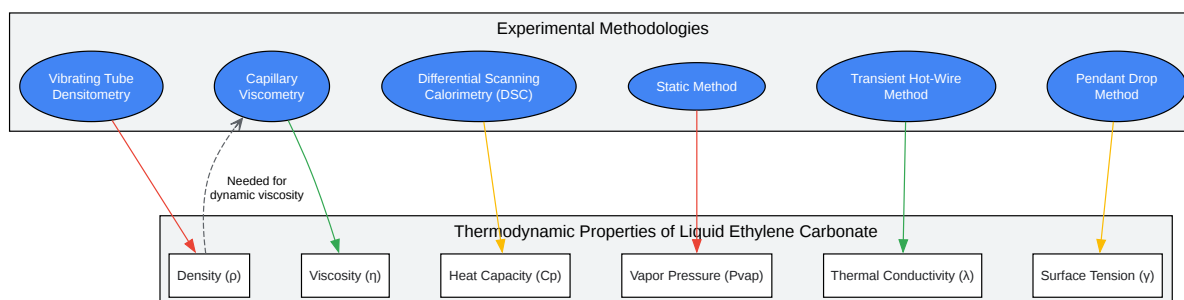 Experimental Methodologies
Vibrating Tube
Densitometry
Capillary
Viscometry
Differential Scanning
Calorimetry (DSC)
Static Method
Transient Hot-Wire
Method
Pendant Drop
Method
Needed for
dynamic viscosity
Thermodynamic Properties of Liquid Ethylene Carbonate
Density (ρ)
Viscosity (η)
Heat Capacity (Cp)
Vapor Pressure (Pvap)
Thermal Conductivity (λ)
Surface Tension (γ)